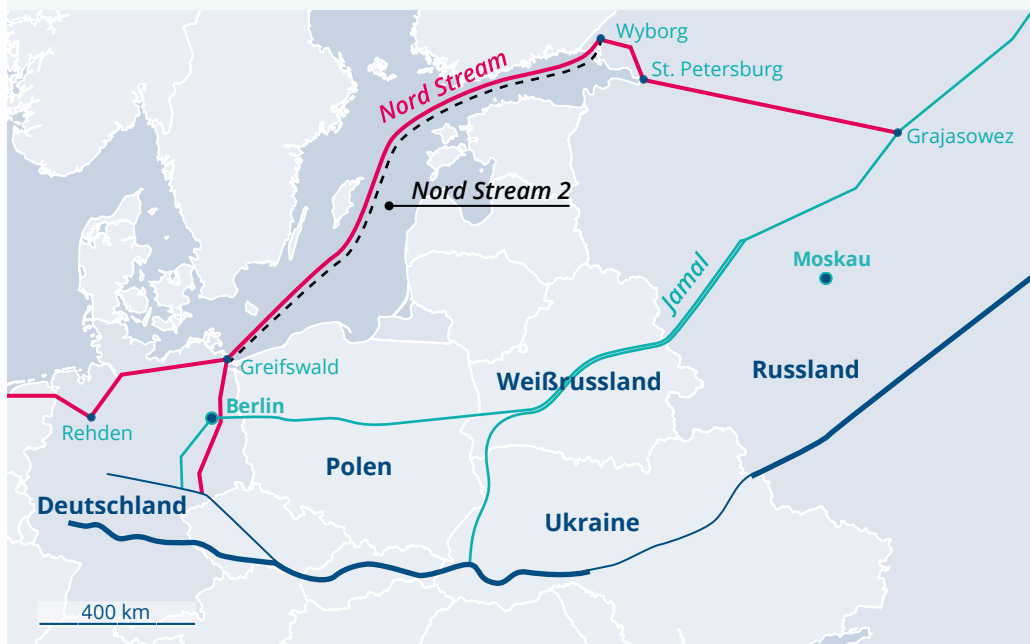 Wyborg
Nord Stream
St. Petersburg
Grajasowez
Nord Stream 2
Moskau
Jamal
Greifswald
Weißrussland
Russland
Berlin
Rehden
Polen
Deutschland
Ukraine
400 km